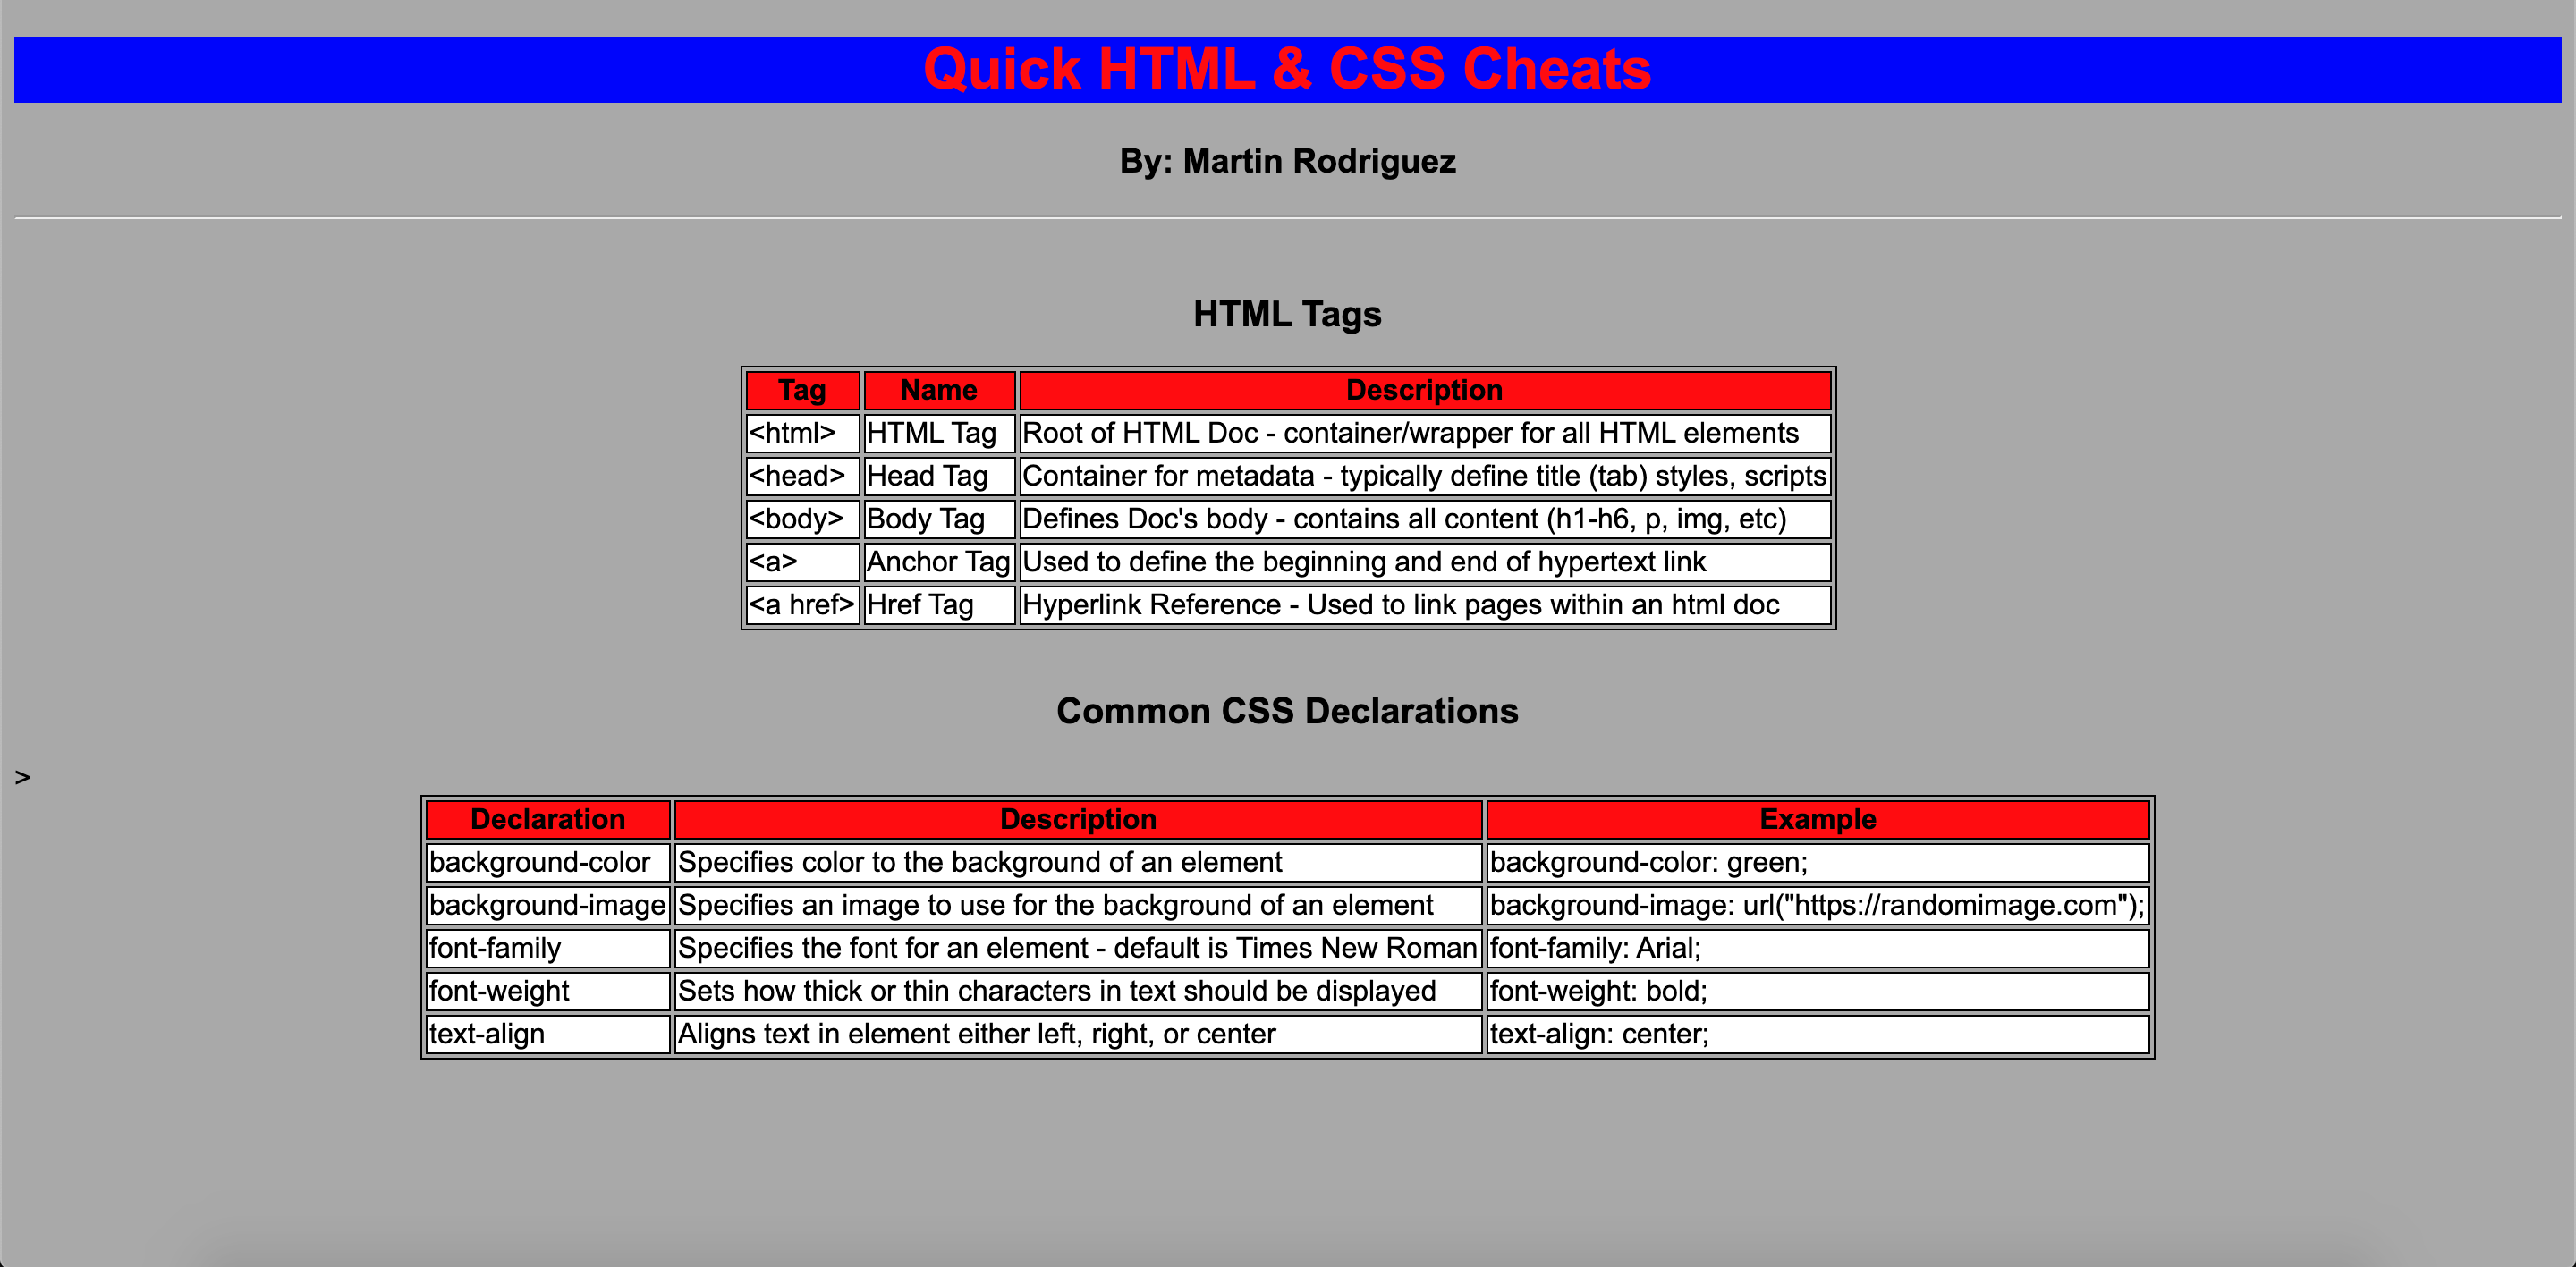 Quick HTML & CSS Cheats
By: Martin Rodriguez
HTML Tags
Tag Name Description
<html> HTML Tag Root of HTML Doc - container/wrapper for all HTML elements
<head> Head Tag Container for metadata - typically define title (tab) styles, scripts
<body> Body Tag Defines Doc's body - contains all content (h1-h6, p, img, etc)
<a> Anchor Tag Used to define the beginning and end of hypertext link
<a href> Href Tag Hyperlink Reference - Used to link pages within an html doc
Common CSS Declarations
>
Declaration Description Example
background-color Specifies color to the background of an element background-color: green;
background-image Specifies an image to use for the background of an element background-image: url("https://randomimage.com");
font-family Specifies the font for an element - default is Times New Roman font-family: Arial;
font-weight Sets how thick or thin characters in text should be displayed font-weight: bold;
text-align Aligns text in element either left, right, or center text-align: center;